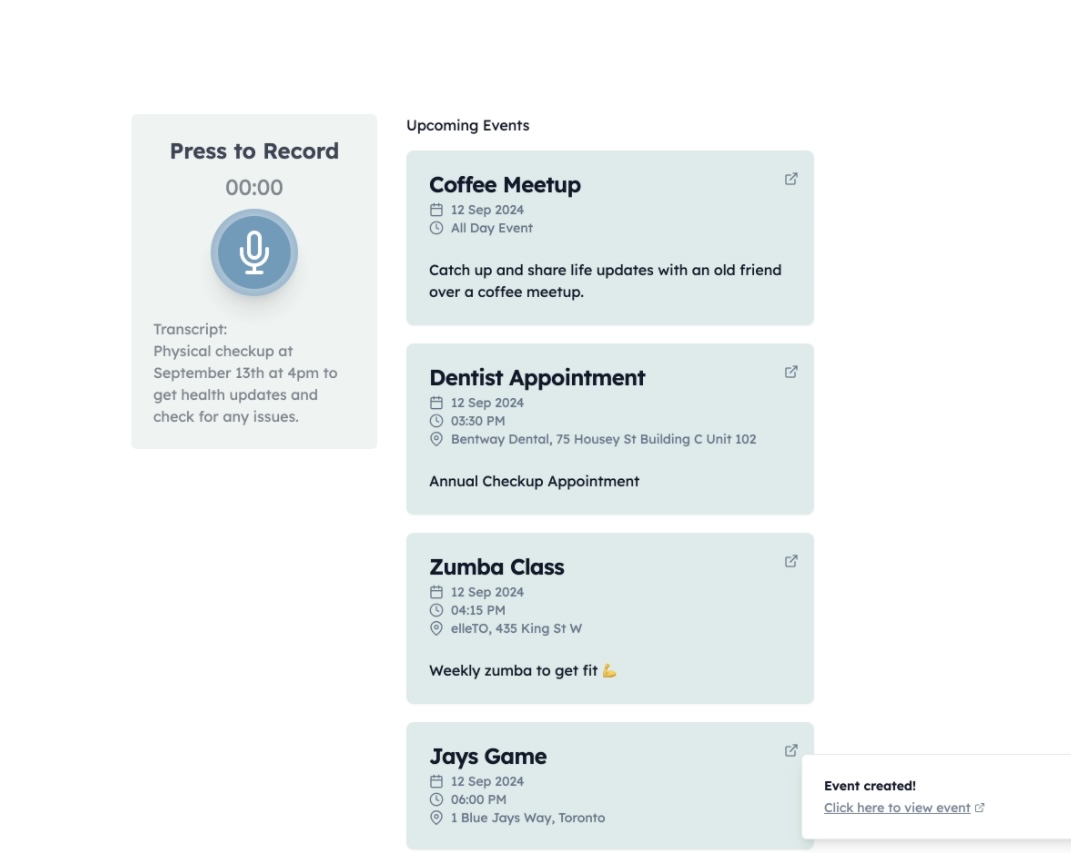 Press to Record
00:00
Transcript:
Physical checkup at
September 13th at 4pm to
get health updates and
check for any issues.
Upcoming Events
Coffee Meetup
12 Sep 2024
All Day Event
Catch up and share life updates with an old friend
over a coffee meetup.
Dentist Appointment
12 Sep 2024
03:30 PM
Bentway Dental, 75 Housey St Building C Unit 102
Annual Checkup Appointment
Zumba Class
12 Sep 2024
04:15 PM
elleTO, 435 King St W
Weekly zumba to get fit 💪
Jays Game
12 Sep 2024
06:00 PM
1 Blue Jays Way, Toronto
Event created!
Click here to view event